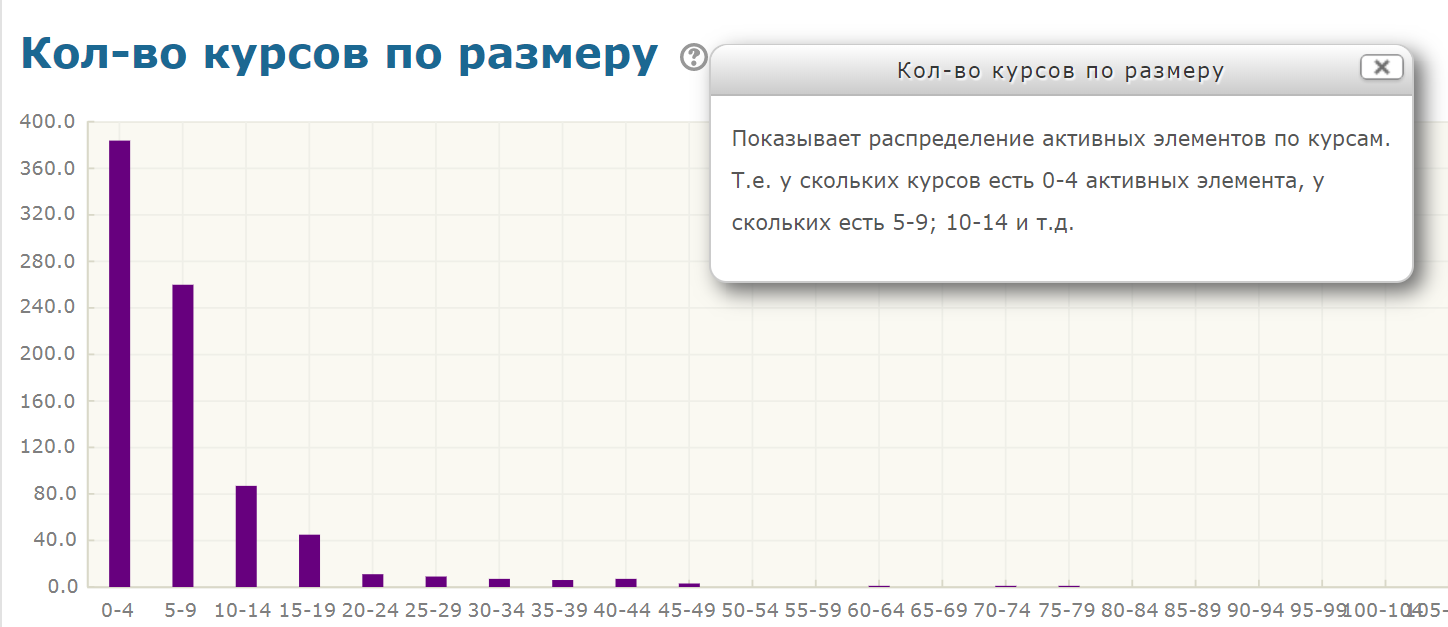 Кол-во курсов по размеру
Кол-во курсов по размеру
Показывает распределение активных элементов по курсам.
Т.е. у скольких курсов есть 0-4 активных элемента, у
скольких есть 5-9; 10-14 и т.д.
400.0
360.0
320.0
280.0
240.0
200.0
160.0
120.0
80.0
40.0
0.0
0-4 5-9 10-14 15-19 20-24 25-29 30-34 35-39 40-44 45-49 50-54 55-59 60-64 65-69 70-74 75-79 80-84 85-89 90-94 95-99 100-104 105-